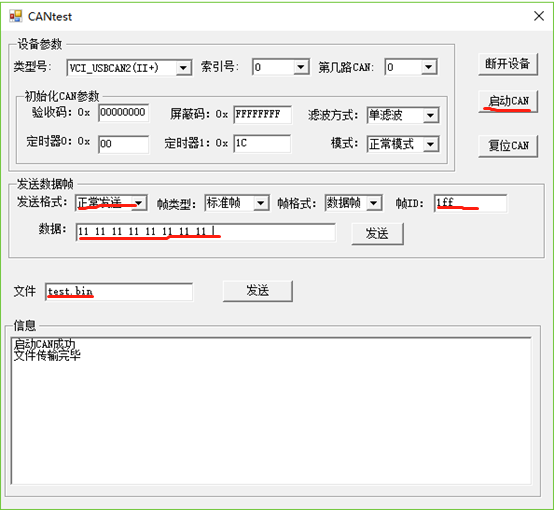 CANtest
设备参数
类型号: VCI_USBCAN2(II+) 索引号: 0 第几路CAN: 0 断开设备
初始化CAN参数 启动CAN
验收码: 0x 00000000 屏蔽码: 0x FFFFFFFF 滤波方式: 单滤波
定时器0: 0x 00 定时器1: 0x 1C 模式: 正常模式 复位CAN
发送数据帧
发送格式: 正常发送 帧类型: 标准帧 帧格式: 数据帧 帧ID: 1ff
数据: 11 11 11 11 11 11 11 11 发送
文件 test.bin 发送
信息
启动CAN成功
文件传输完毕